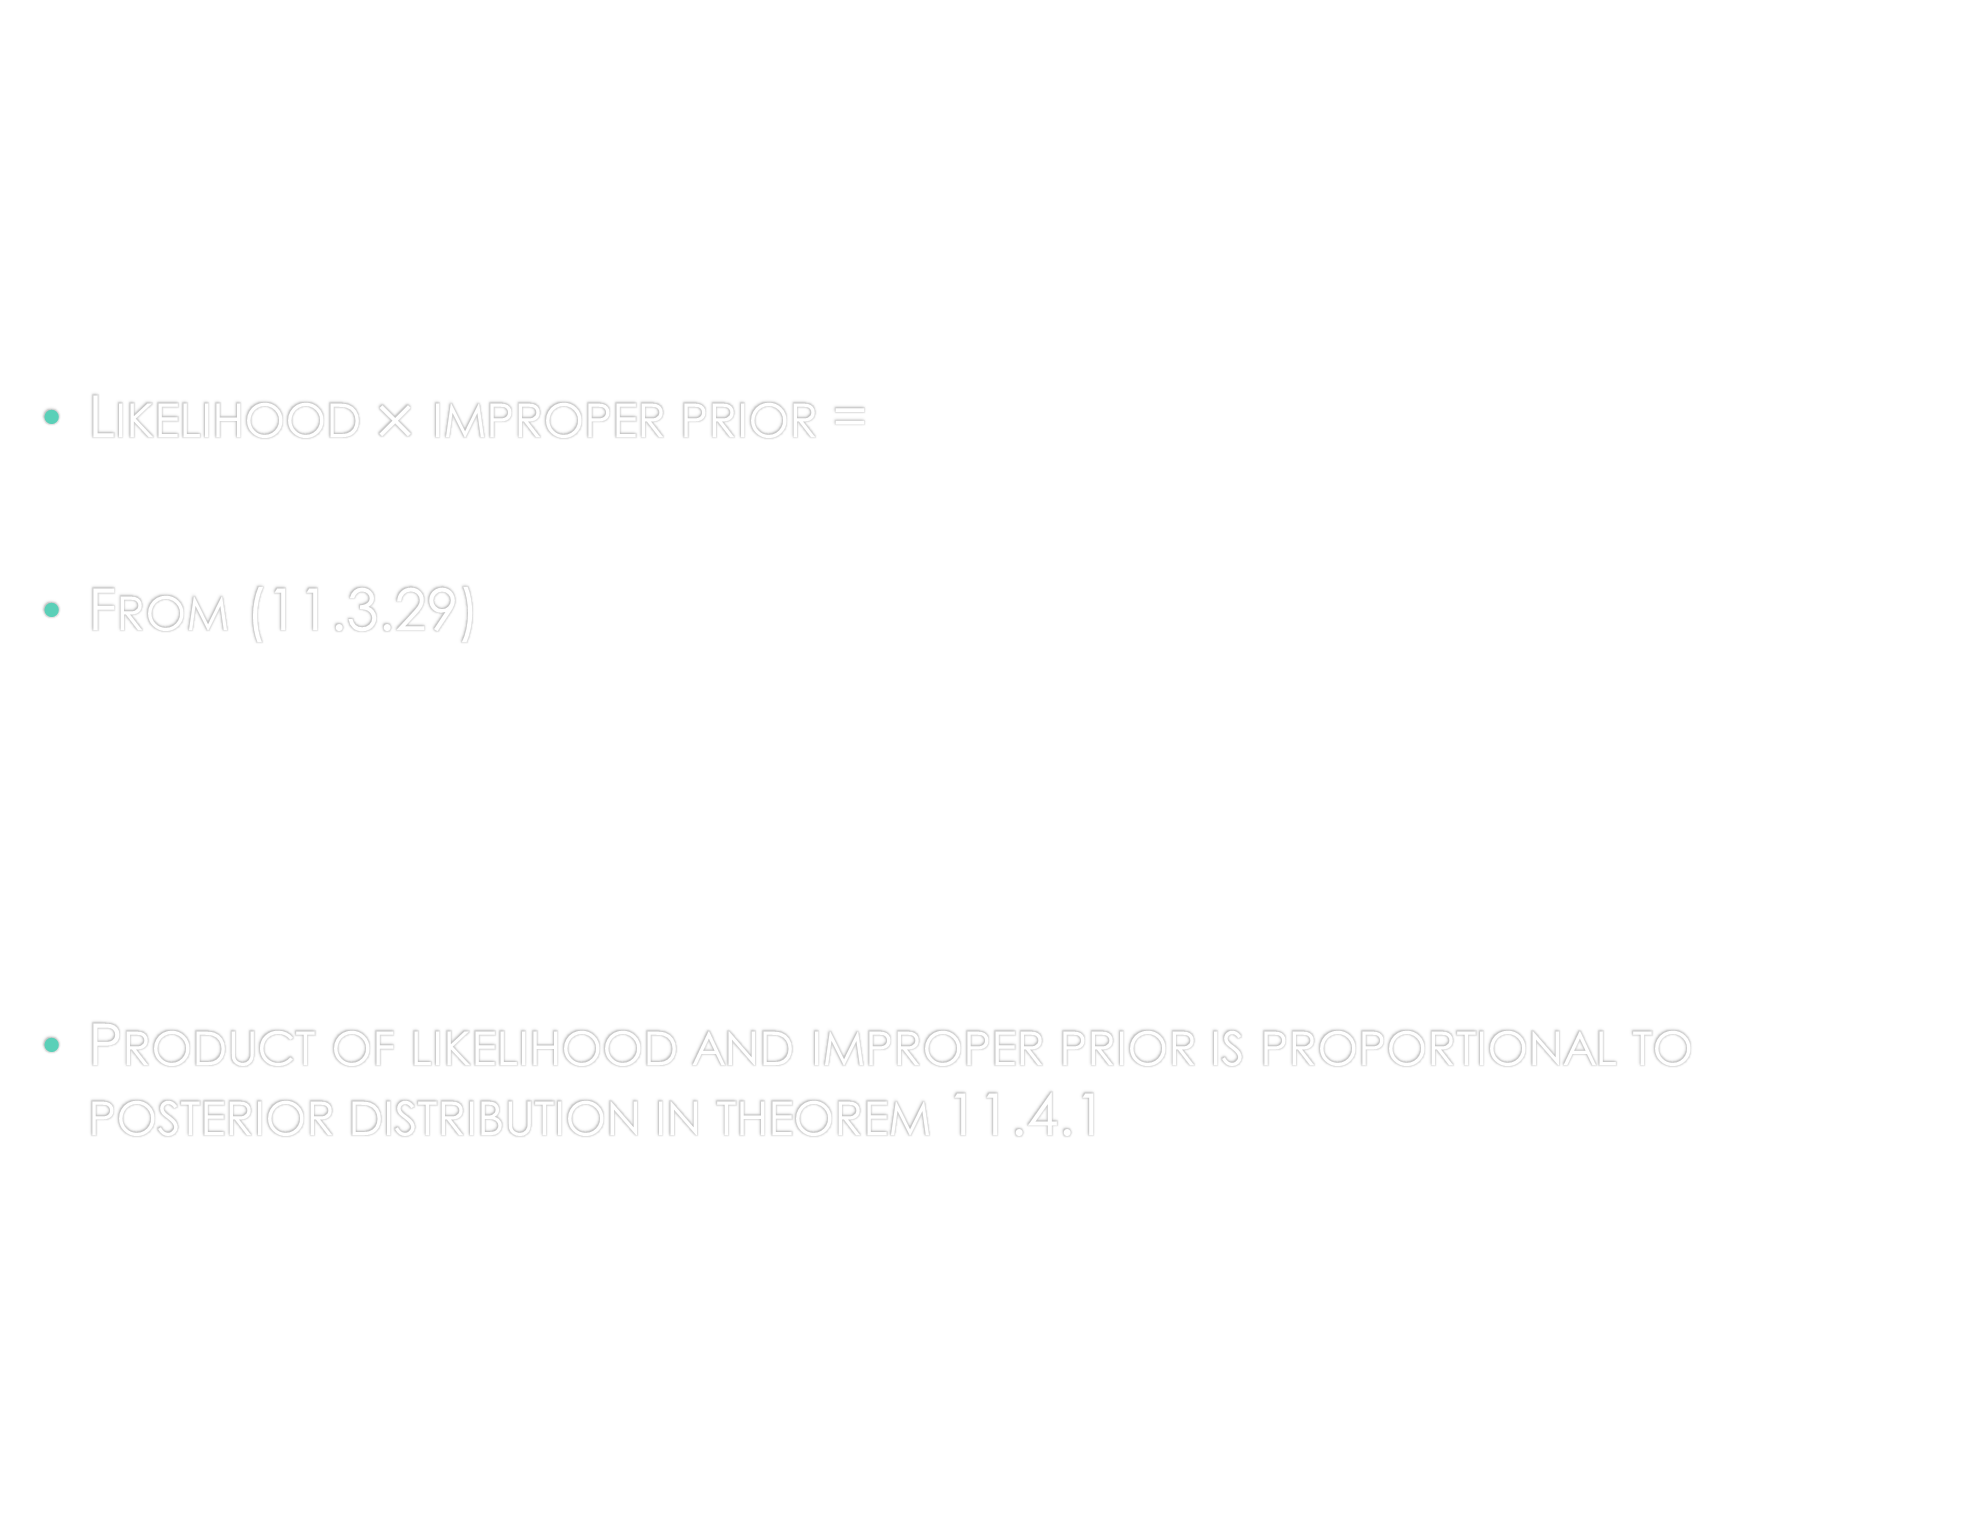 • Likelihood × improper prior =
• From (11.3.29)
• Product of likelihood and improper prior is proportional to
posterior distribution in theorem 11.4.1